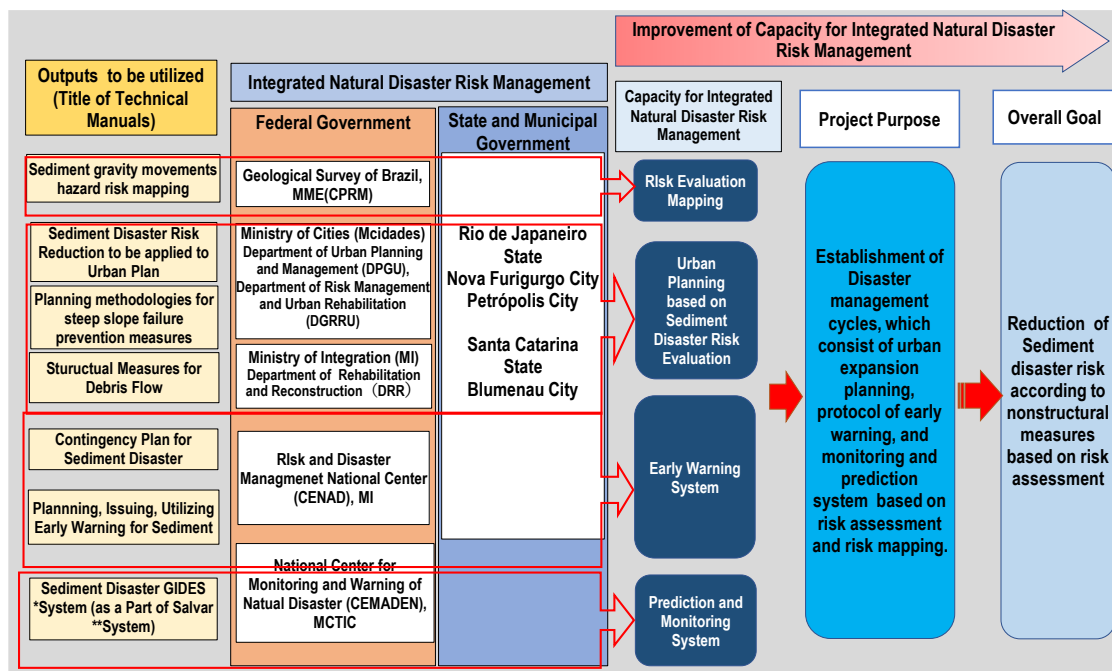 Improvement of Capacity for Integrated Natural Disaster
Risk Management
Outputs to be utilized
(Title of Technical
Manuals)
Integrated Natural Disaster Risk Management
Federal Government
State and Municipal
Government
Capacity for Integrated
Natural Disaster Risk
Management
Project Purpose
Overall Goal
Sediment gravity movements
hazard risk mapping
Geological Survey of Brazil,
MME(CPRM)
RIsk Evaluation
Mapping
Sediment Disaster Risk
Reduction to be applied to
Urban Plan
Planning methodologies for
steep slope failure
prevention measures
Sturuct​ual Measures for
Debris Flow
Ministry of Cities (Mcidades)
Department of Urban Planning
and Management (DPGU),
Department of Risk Management
and Urban Rehabilitation
(DGRRU)
Ministry of Integration (MI)
Department of Rehabilitation
and Reconstruction （DRR）
Rio de Japaneiro
State
Nova Furigurgo City
Petrópolis City
Santa Catarina
State
Blumenau City
Urban
Planning
based on
Sediment
Disaster Risk
Evaluation
Contingency Plan for
Sediment Disaster
Plannning, Issuing, Utilizing
Early Warning for Sediment
RIsk and Disaster
Managmenet National Center
(CENAD), MI
Early Warning
System
Sediment Disaster GIDES
*System (as a Part of Salvar
**System)
National Center for
Monitoring and Warning of
Natual Disaster (CEMADEN),
MCTIC
Prediction and
Monitoring
System
Establishment of
Disaster
management
cycles, which
consist of urban
expansion
planning,
protocol of early
warning, and
monitoring and
prediction
system based on
risk assessment
and risk mapping.
Reduction of
Sediment
disaster risk
according to
nonstructural
measures
based on risk
assessment